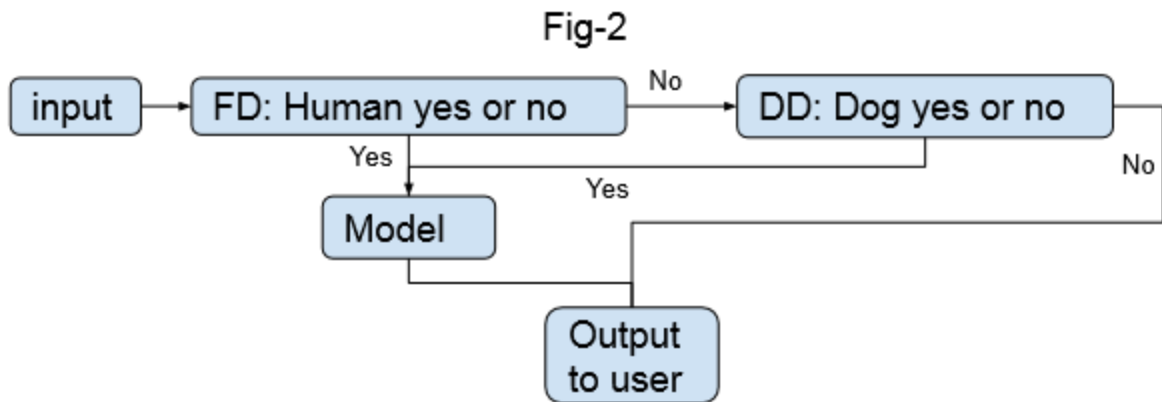 Fig-2
input
FD: Human yes or no
No
DD: Dog yes or no
Yes
Yes
No
Model
Output
to user